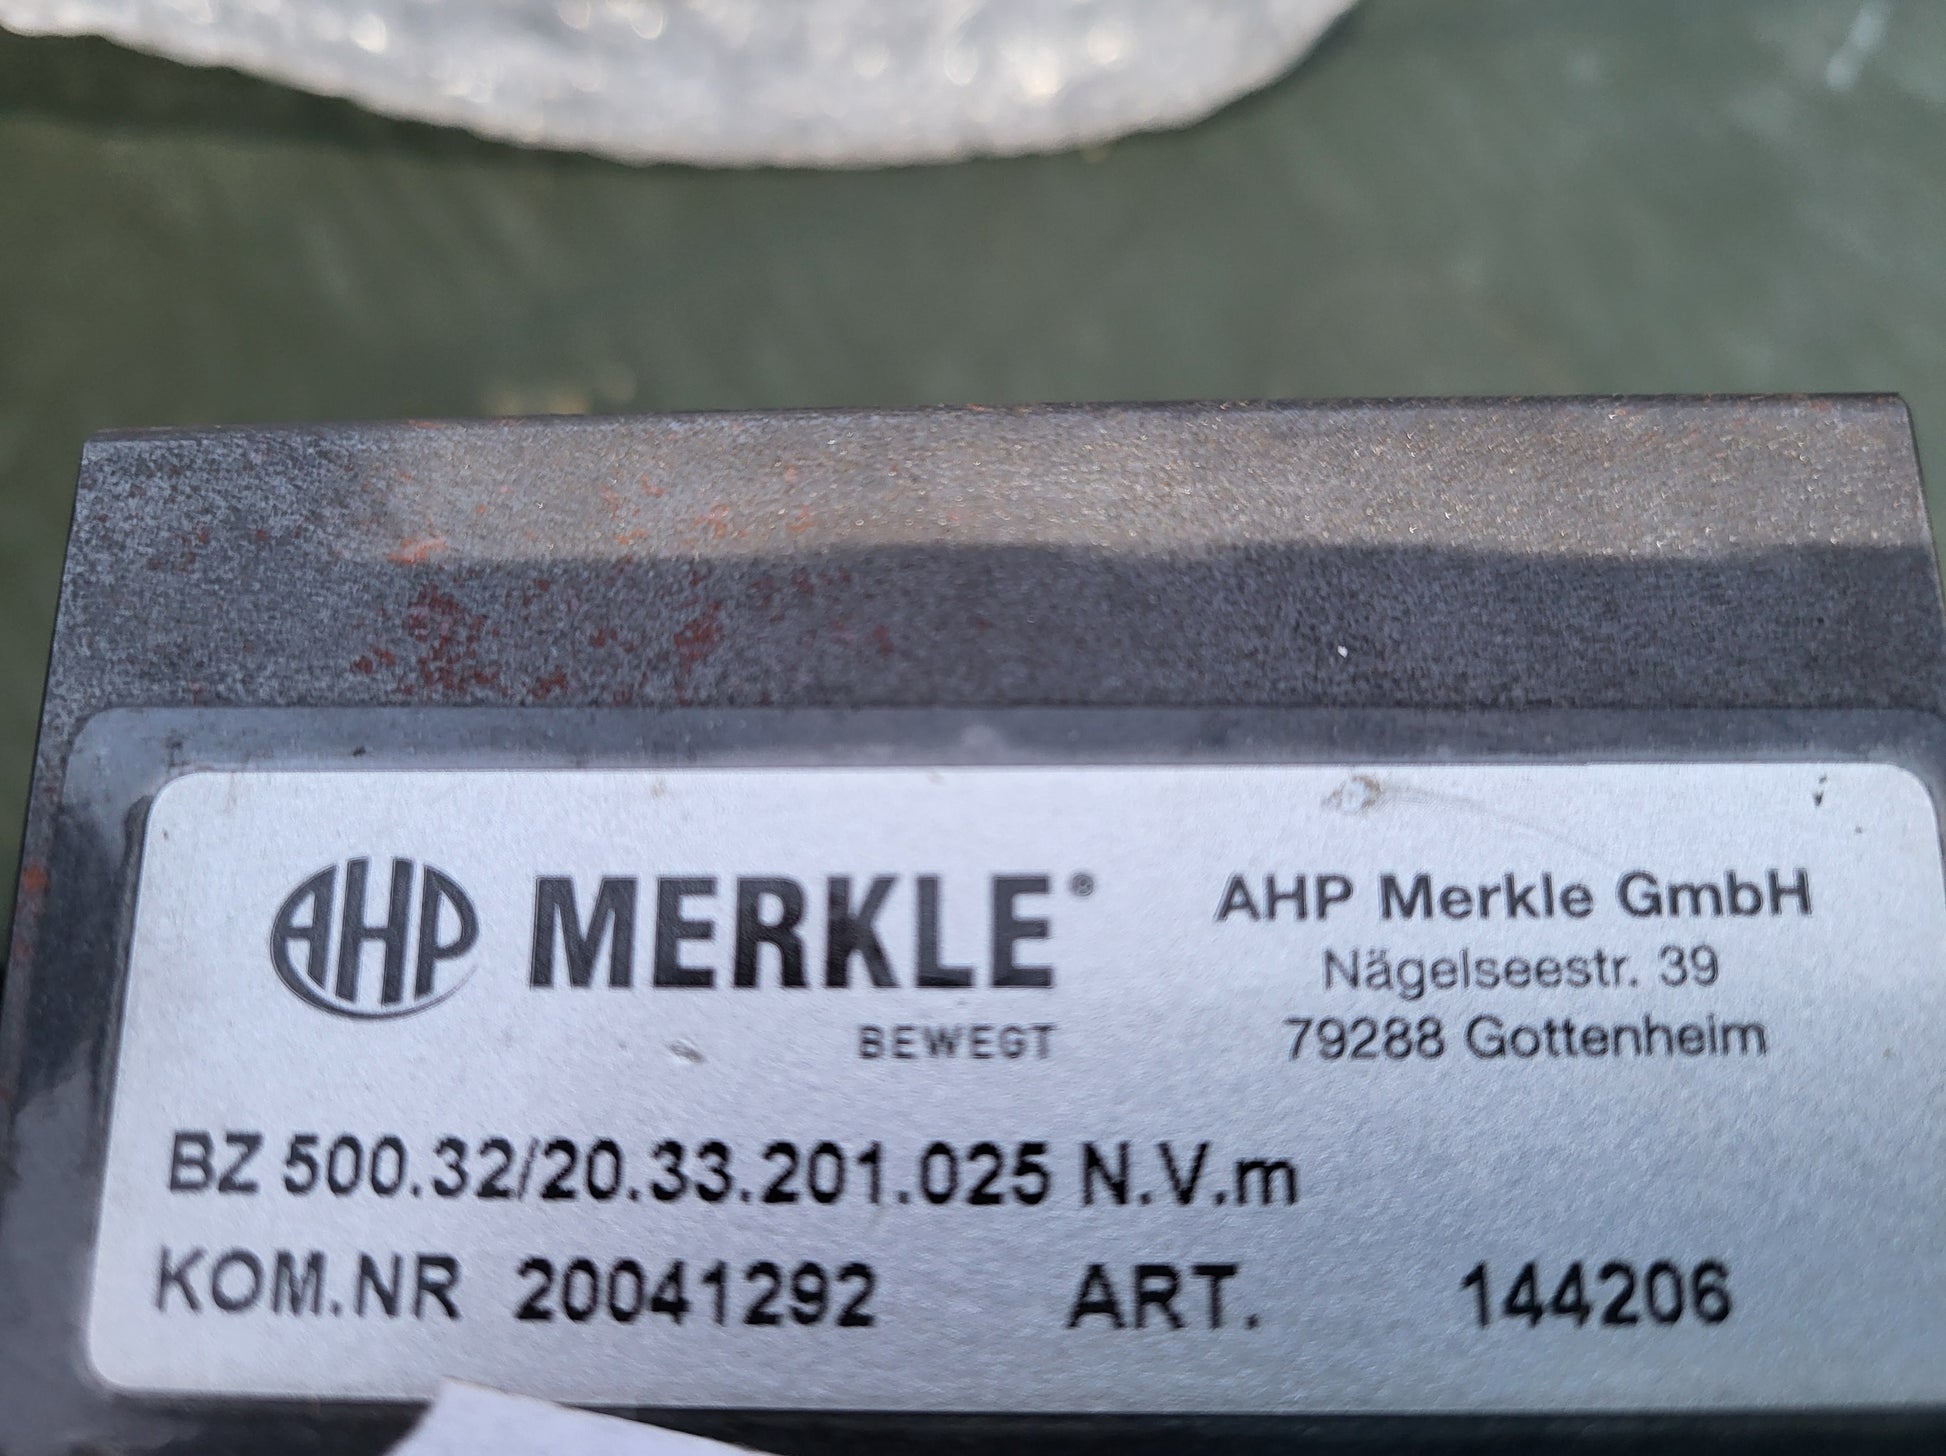 AHP MERKLE®
BEWEGT
AHP Merkle GmbH
Nägelseestr. 39
79288 Gottenheim
BZ 500.32/20.33.201.025 N.V.m
KOM.NR 20041292 ART. 144206